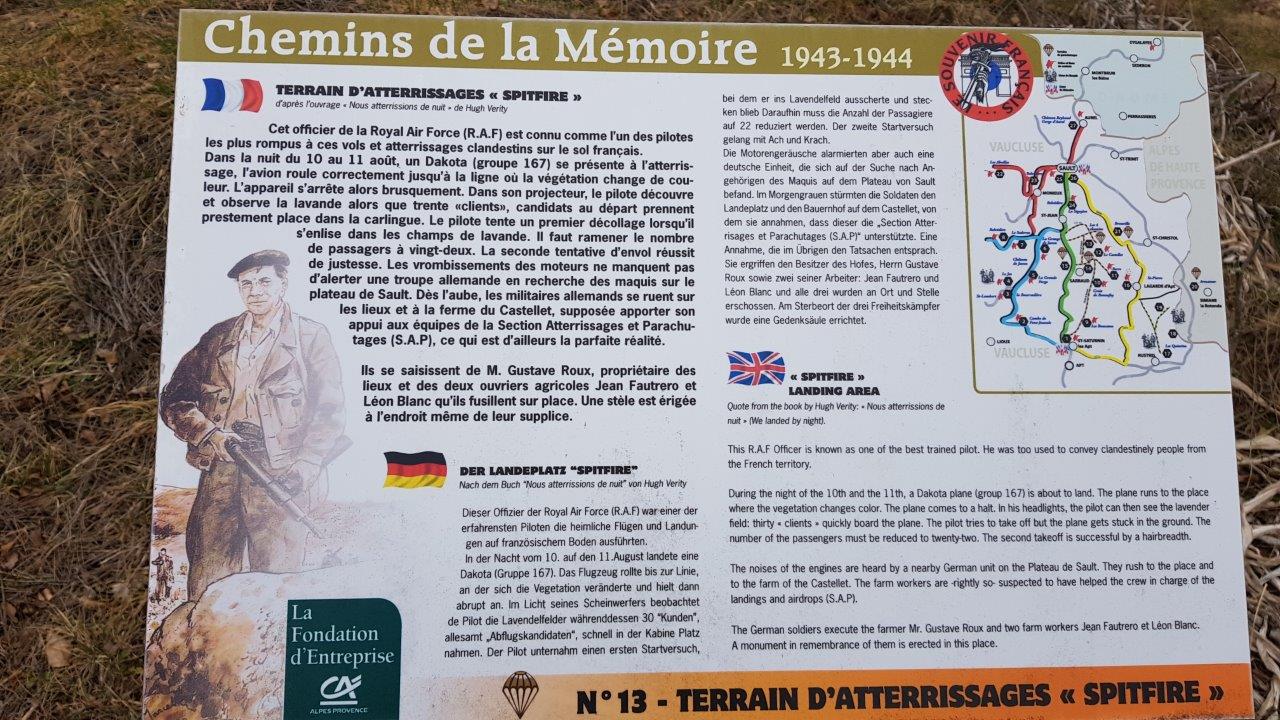 Chemins de la Mémoire 1943-1944
TERRAIN D'ATTERRISSAGES « SPITFIRE »
d'après l'ouvrage « Nous atterrissions de nuit » de Hugh Verity
Cet officier de la Royal Air Force (R.A.F) est connu comme l'un des pilotes
les plus rompus à ces vols et atterrissages clandestins sur le sol français.
Dans la nuit du 10 au 11 août, un Dakota (groupe 167) se présente à l'atterris-
sage, l'avion roule correctement jusqu'à la ligne où la végétation change de cou-
leur. L'appareil s'arrête alors brusquement. Dans son projecteur, le pilote découvre
et observe la lavande alors que trente «clients», candidats au départ prennent
prestement place dans la carlingue. Le pilote tente un premier décollage lorsqu'il
s'enlise dans les champs de lavande. Il faut ramener le nombre
de passagers à vingt-deux. La seconde tentative d'envol réussit
de justesse. Les vrombissements des moteurs ne manquent pas
d'alerter une troupe allemande en recherche des maquis sur le
plateau de Sault. Dès l'aube, les militaires allemands se ruent sur
les lieux et à la ferme du Castellet, supposée apporter son
appui aux équipes de la Section Atterrissages et Parachu-
tages (S.A.P), ce qui est d'ailleurs la parfaite réalité.
Ils se saisissent de M. Gustave Roux, propriétaire des
lieux et des deux ouvriers agricoles Jean Fautrero et
Léon Blanc qu'ils fusillent sur place. Une stèle est érigée
à l'endroit même de leur supplice.
DER LANDEPLATZ "SPITFIRE"
Nach dem Buch "Nous atterrissions de nuit" von Hugh Verity
Dieser Offizier der Royal Air Force (R.A.F) war einer der
erfahrensten Piloten die heimliche Flügen und Landun-
gen auf französischem Boden ausführten.
In der Nacht vom 10. auf den 11.August landete eine
Dakota (Gruppe 167). Das Flugzeug rollte bis zur Linie,
an der sich die Vegetation veränderte und hielt dann
abrupt an. Im Licht seines Scheinwerfers beobachtet
de Pilot die Lavendelfelder währenddessen 30 "Kunden",
allesamt „Abflugskandidaten", schnell in der Kabine Platz
nahmen. Der Pilot unternahm einen ersten Startversuch,
bei dem er ins Lavendelfeld ausscherte und stec-
ken blieb Daraufhin muss die Anzahl der Passagiere
auf 22 reduziert werden. Der zweite Startversuch
gelang mit Ach und Krach.
Die Motorengeräusche alarmierten aber auch eine
deutsche Einheit, die sich auf der Suche nach An-
gehörigen des Maquis auf dem Plateau von Sault
befand. Im Morgengrauen stürmten die Soldaten den
Landeplatz und den Bauernhof auf dem Castellet, von
dem sie annahmen, dass dieser die „Section Atter-
risages et Parachutages (S.A.P)" unterstützte. Eine
Annahme, die im Übrigen den Tatsachen entsprach.
Sie ergriffen den Besitzer des Hofes, Herrn Gustave
Roux sowie zwei seiner Arbeiter: Jean Fautrero und
Léon Blanc und alle drei wurden an Ort und Stelle
erschossen. Am Sterbeort der drei Freiheitskämpfer
wurde eine Gedenksäule errichtet.
« SPITFIRE »
LANDING AREA
Quote from the book by Hugh Verity: « Nous atterrissions de
nuit » (We landed by night).
This R.A.F Officer is known as one of the best trained pilot. He was too used to convey clandestinely people from
the French territory.
During the night of the 10th and the 11th, a Dakota plane (group 167) is about to land. The plane runs to the place
where the vegetation changes color. The plane comes to a halt. In his headlights, the pilot can then see the lavender
field: thirty « clients » quickly board the plane. The pilot tries to take off but the plane gets stuck in the ground. The
number of the passengers must be reduced to twenty-two. The second takeoff is successful by a hairbreadth.
The noises of the engines are heard by a nearby German unit on the Plateau de Sault. They rush to the place and
to the farm of the Castellet. The farm workers are -rightly so- suspected to have helped the crew in charge of the
landings and airdrops (S.A.P).
The German soldiers execute the farmer Mr. Gustave Roux and two farm workers Jean Fautrero et Léon Blanc.
A monument in remembrance of them is erected in this place.
LE SOUVENIR FRANÇAIS
DROME
MONTBRUN
les Bains
AUREL
VAUCLUSE
ALPES
DE HAUTE
PROVENCE
ST-TRINIT
SAULT
MONIEUX
ST-JEAN
ST-CHRISTOL
LAGARDE d'Apt
SIMIANE
la Rotonde
LIOUX
VAUCLUSE
ST-SATURNIN
les Apt
APT
La
Fondation
d'Entreprise
CA
ALPES PROVENCE
N°13 - TERRAIN D'ATTERRISSAGES « SPITFIRE »